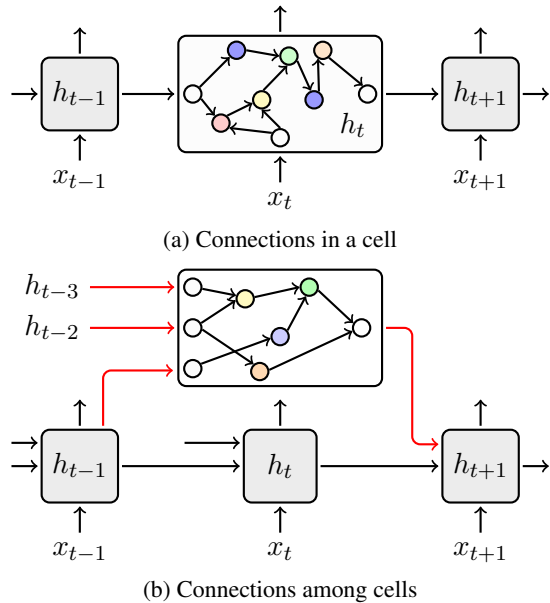 h_{t-1} h_t h_{t+1}
x_{t-1} x_t x_{t+1}
(a) Connections in a cell
h_{t-3}
h_{t-2}
h_{t-1} h_t h_{t+1}
x_{t-1} x_t x_{t+1}
(b) Connections among cells